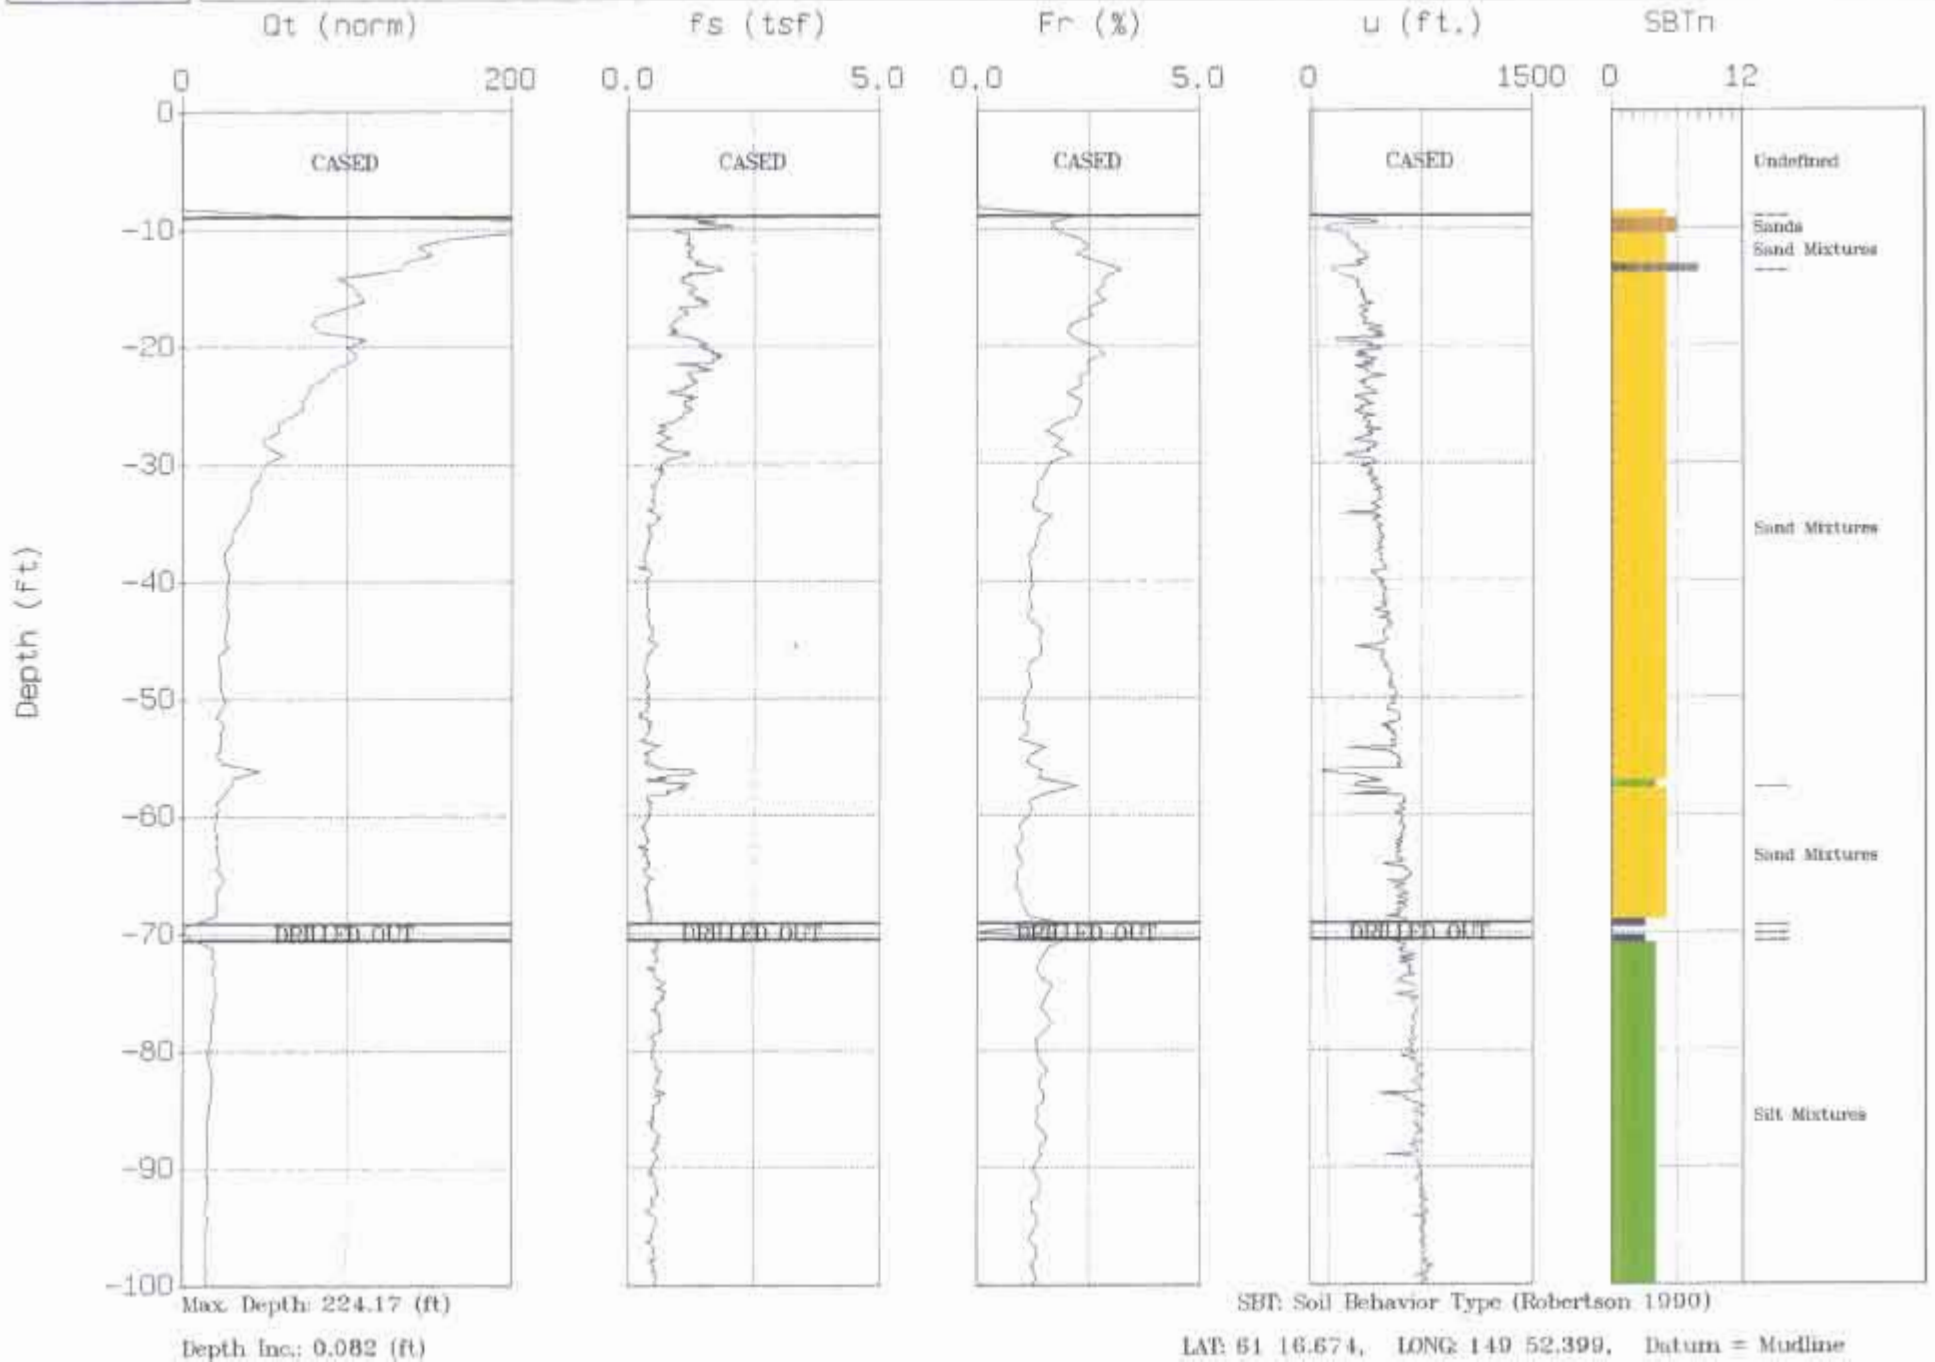 Qt (norm) fs (tsf) Fr (%) u (ft.) SBTn
0 200 0.0 5.0 0.0 5.0 0 1500 0 12
0
CASED CASED CASED CASED Undefined
-10 Sands
Sand Mixtures
-20
-30
Sand Mixtures
-40
Depth (ft)
-50
-60
Sand Mixtures
-70 DRILLED OUT DRILLED OUT DRILLED OUT DRILLED OUT
-80
Silt Mixtures
-90
-100
Max. Depth: 224.17 (ft) SBT: Soil Behavior Type (Robertson 1990)
Depth Inc.: 0.082 (ft) LAT: 61 16.674, LONG: 149 52.399, Datum = Mudline